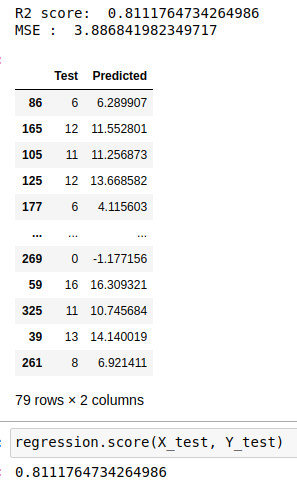 R2 score:  0.8111764734264986
MSE :  3.886841982349717
Test Predicted
86 6 6.289907
165 12 11.552801
105 11 11.256873
125 12 13.668582
177 6 4.115603
... ... ...
269 0 -1.177156
59 16 16.309321
325 11 10.745684
39 13 14.140019
261 8 6.921411
79 rows × 2 columns
regression.score(X_test, Y_test)
0.8111764734264986